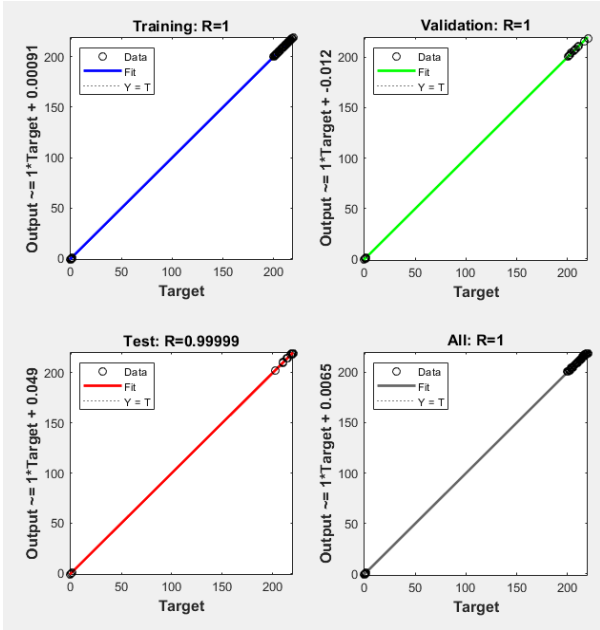 Training: R=1
Output ~= 1*Target + 0.00091
200
150
100
50
0
Data
Fit
Y = T
0 50 100 150 200
Target
Validation: R=1
Output ~= 1*Target + -0.012
200
150
100
50
0
Data
Fit
Y = T
0 50 100 150 200
Target
Test: R=0.99999
Output ~= 1*Target + 0.049
200
150
100
50
0
Data
Fit
Y = T
0 50 100 150 200
Target
All: R=1
Output ~= 1*Target + 0.0065
200
150
100
50
0
Data
Fit
Y = T
0 50 100 150 200
Target